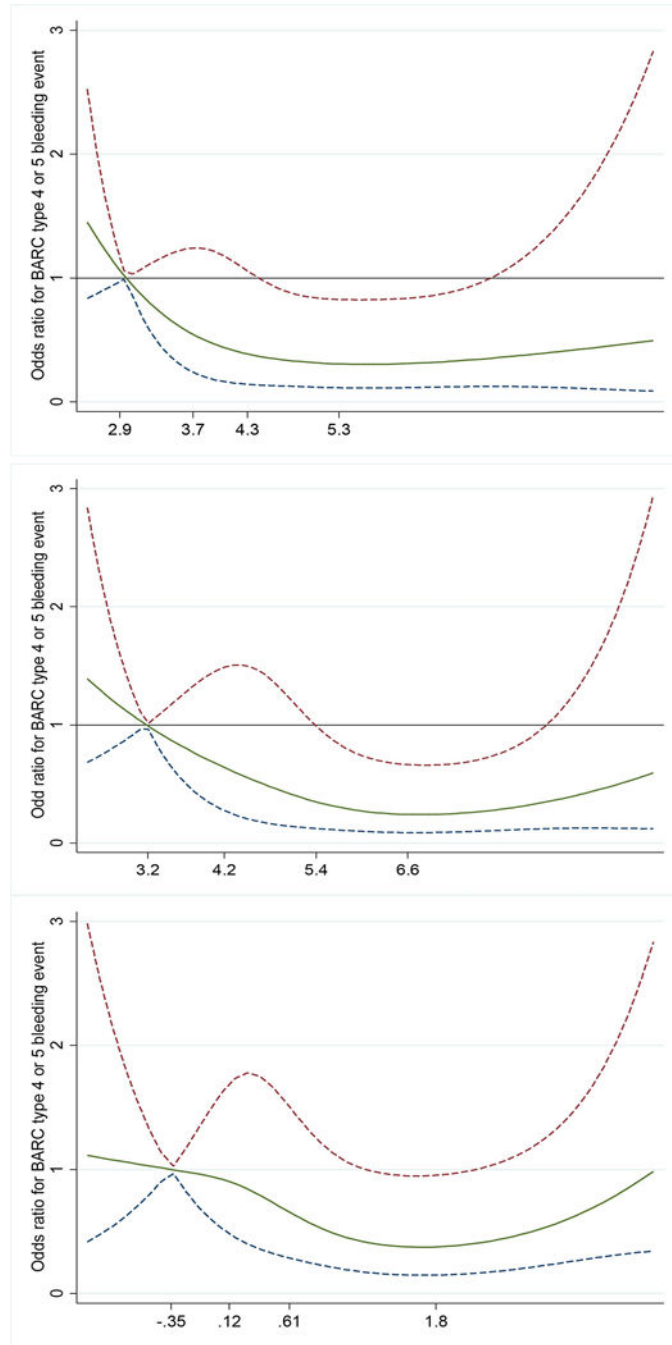 Odds ratio for BARC type 4 or 5 bleeding event
3
2
1
0
2.9 3.7 4.3 5.3
Odd ratio for BARC type 4 or 5 bleeding event
3
2
1
0
3.2 4.2 5.4 6.6
Odds ratio for BARC type 4 or 5 bleeding event
3
2
1
0
-.35 .12 .61 1.8